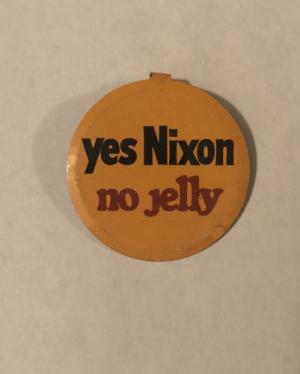 yes Nixon
no jelly